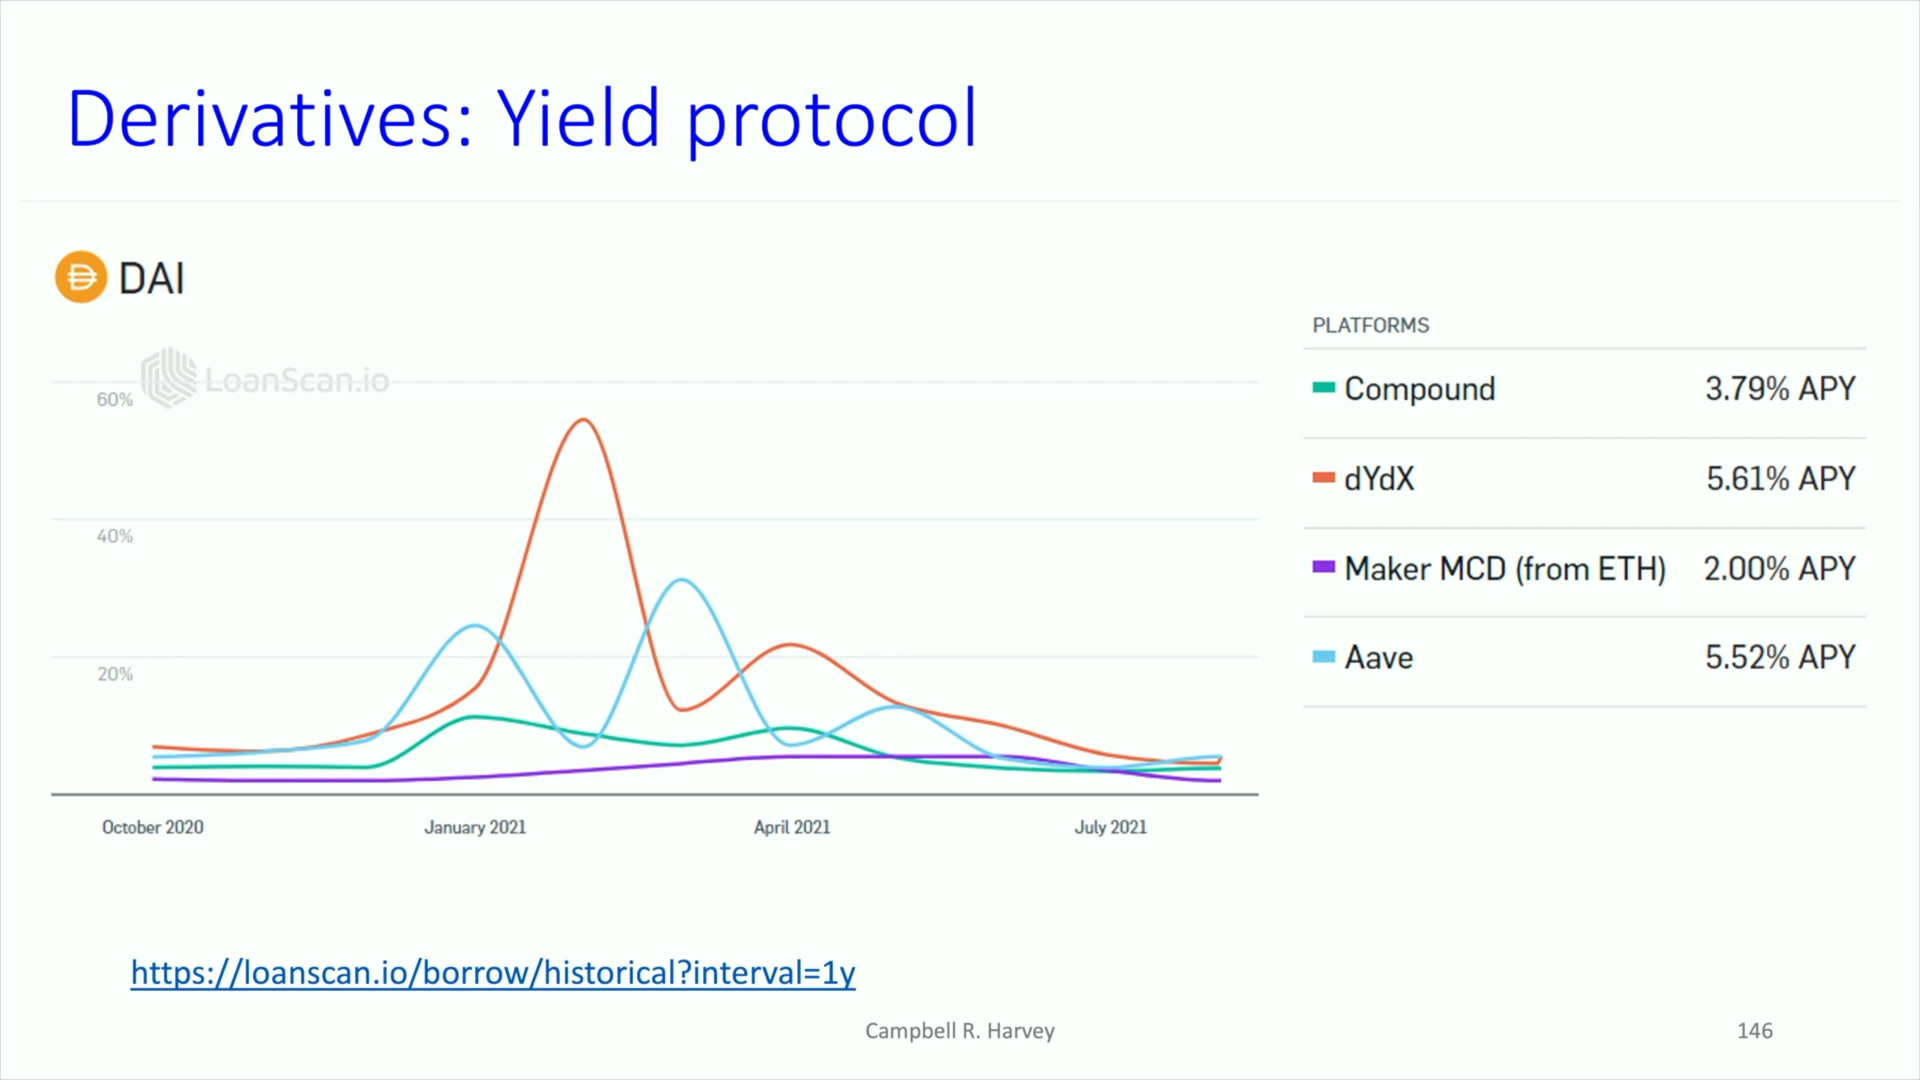 Derivatives: Yield protocol
DAI
LoanScan.io
60%
40%
20%
October 2020
January 2021
April 2021
July 2021
PLATFORMS
Compound 3.79% APY
dYdX 5.61% APY
Maker MCD (from ETH) 2.00% APY
Aave 5.52% APY
https://loanscan.io/borrow/historical?interval=1y
Campbell R. Harvey
146